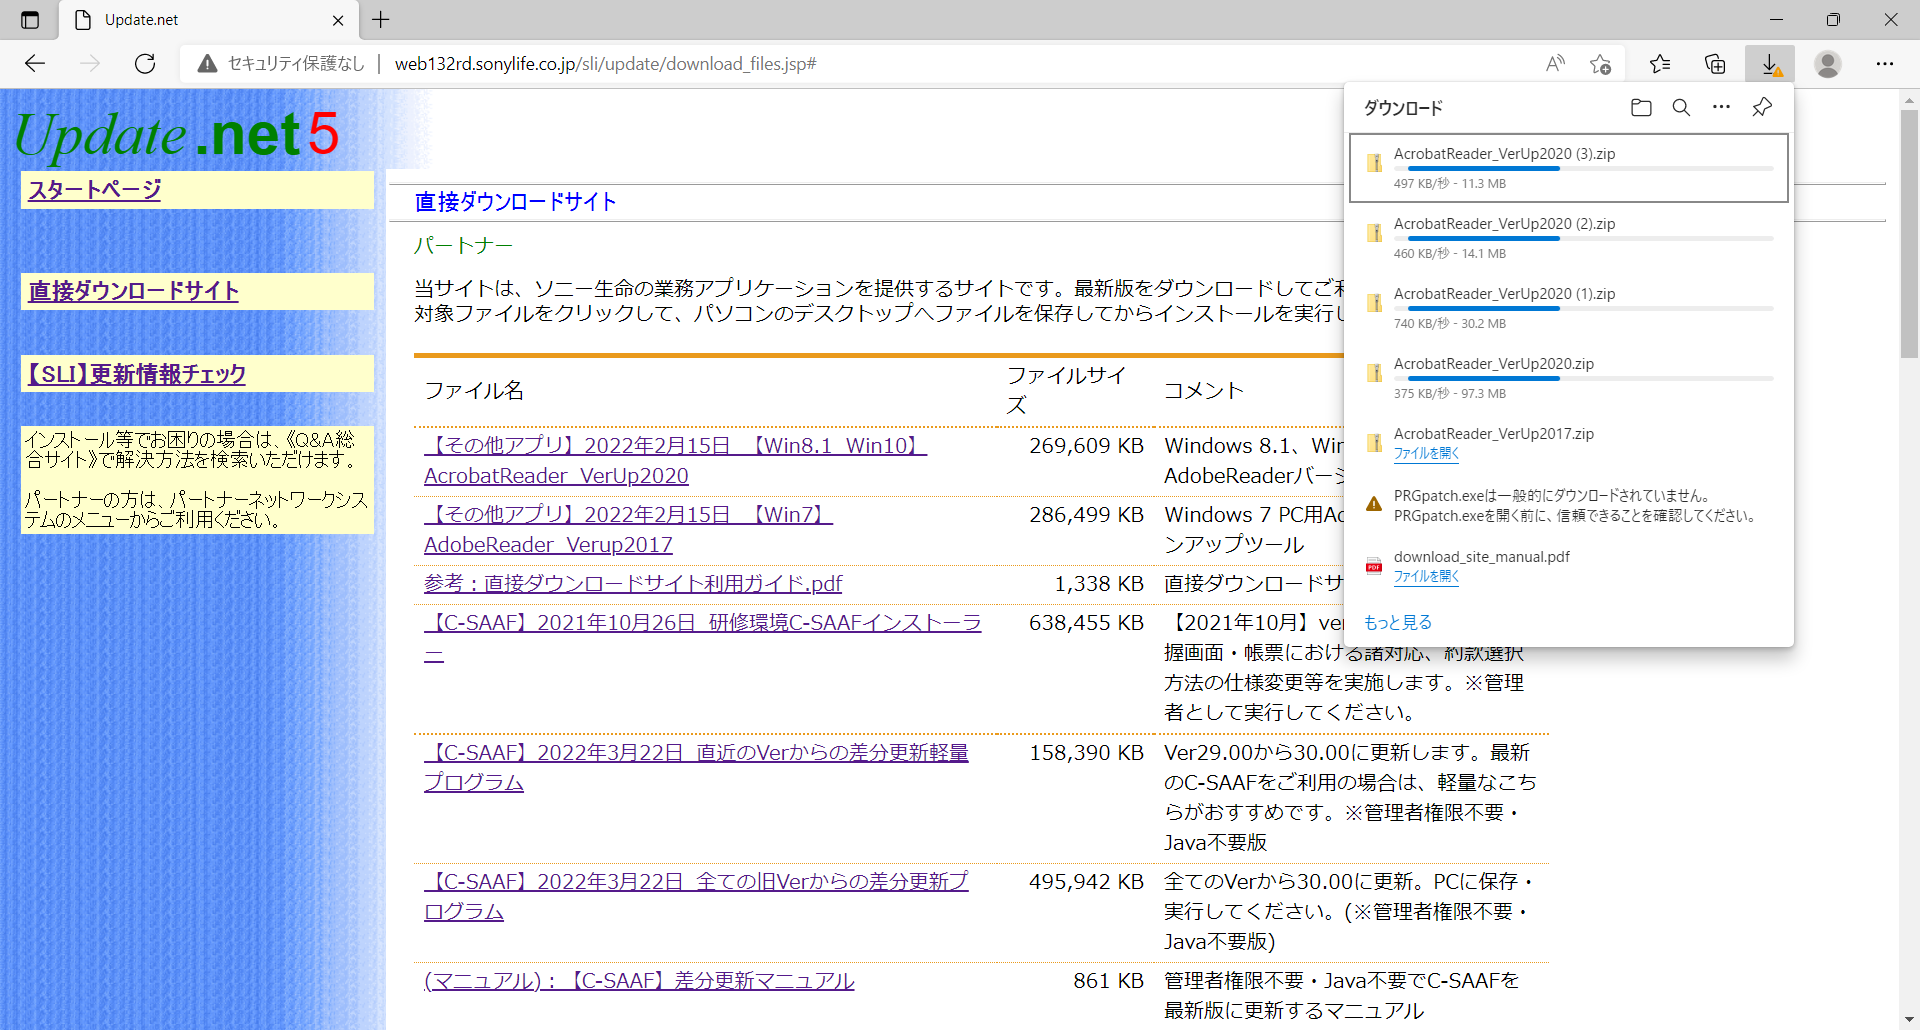 Update.net
セキュリティ保護なし
web132rd.sonylife.co.jp/sli/update/download_files.jsp#
Update.net5
スタートページ
直接ダウンロードサイト
【SLI】更新情報チェック
インストール等でお困りの場合は、《Q&A総
合サイト》で解決方法を検索いただけます。
パートナーの方は、パートナーネットワークシス
テムのメニューからご利用ください。
直接ダウンロードサイト
パートナー
当サイトは、ソニー生命の業務アプリケーションを提供するサイトです。最新版をダウンロードしてご利
対象ファイルをクリックして、パソコンのデスクトップへファイルを保存してからインストールを実行し
ファイル名
ファイルサイ
ズ
コメント
【その他アプリ】2022年2月15日_【Win8.1_Win10】
AcrobatReader_VerUp2020
269,609 KB
Windows 8.1、Win
AdobeReaderバージ
【その他アプリ】2022年2月15日_【Win7】
AdobeReader_Verup2017
286,499 KB
Windows 7 PC用Ac
ンアップツール
参考：直接ダウンロードサイト利用ガイド.pdf
1,338 KB
直接ダウンロードサ
【C-SAAF】2021年10月26日_研修環境C-SAAFインストーラ
ー
638,455 KB
【2021年10月】ver
握画面・帳票における諸対応、約款選択
方法の仕様変更等を実施します。※管理
者として実行してください。
【C-SAAF】2022年3月22日_直近のVerからの差分更新軽量
プログラム
158,390 KB
Ver29.00から30.00に更新します。最新
のC-SAAFをご利用の場合は、軽量なこち
らがおすすめです。※管理者権限不要・
Java不要版
【C-SAAF】2022年3月22日_全ての旧Verからの差分更新プ
ログラム
495,942 KB
全てのVerから30.00に更新。PCに保存・
実行してください。(※管理者権限不要・
Java不要版)
(マニュアル)：【C-SAAF】差分更新マニュアル
861 KB
管理者権限不要・Java不要でC-SAAFを
最新版に更新するマニュアル
ダウンロード
AcrobatReader_VerUp2020 (3).zip
497 KB/秒 - 11.3 MB
AcrobatReader_VerUp2020 (2).zip
460 KB/秒 - 14.1 MB
AcrobatReader_VerUp2020 (1).zip
740 KB/秒 - 30.2 MB
AcrobatReader_VerUp2020.zip
375 KB/秒 - 97.3 MB
AcrobatReader_VerUp2017.zip
ファイルを開く
PRGpatch.exeは一般的にダウンロードされていません。
PRGpatch.exeを開く前に、信頼できることを確認してください。
download_site_manual.pdf
ファイルを開く
もっと見る